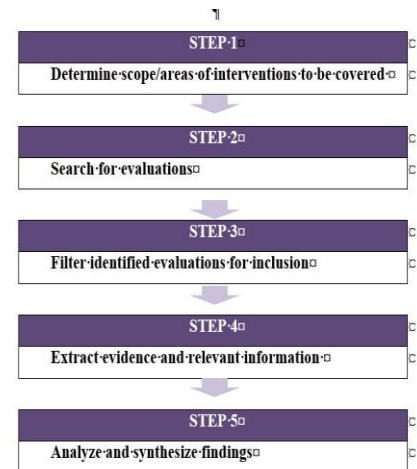 ¶
STEP·1¤
Determine·scope/areas·of·interventions·to·be·covered·¤
STEP·2¤
Search·for·evaluations¤
STEP·3¤
Filter·identified·evaluations·for·inclusion¤
STEP·4¤
Extract·evidence·and·relevant·information·¤
STEP·5¤
Analyze·and·synthesize·findings¤